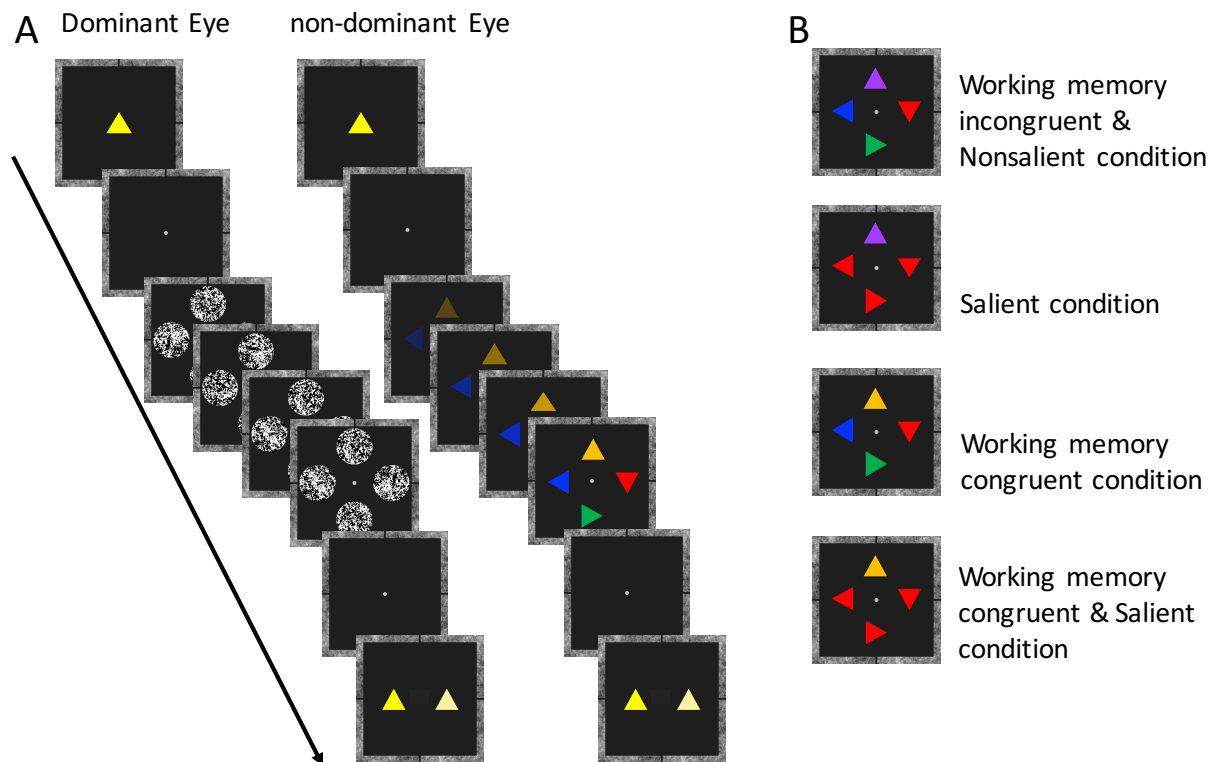 A
Dominant Eye
non-dominant Eye
B
Working memory
incongruent &
Nonsalient condition
Salient condition
Working memory
congruent condition
Working memory
congruent & Salient
condition